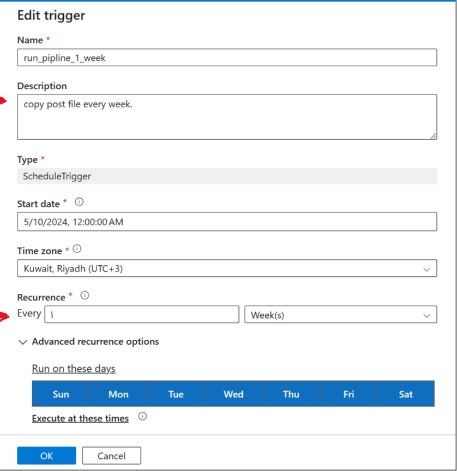 Edit trigger
Name *
run_pipline_1_week
Description
copy post file every week.
Type *
ScheduleTrigger
Start date *
5/10/2024, 12:00:00 AM
Time zone *
Kuwait, Riyadh (UTC+3)
Recurrence *
Every ١ Week(s)
Advanced recurrence options
Run on these days
Sun Mon Tue Wed Thu Fri Sat
Execute at these times
OK Cancel